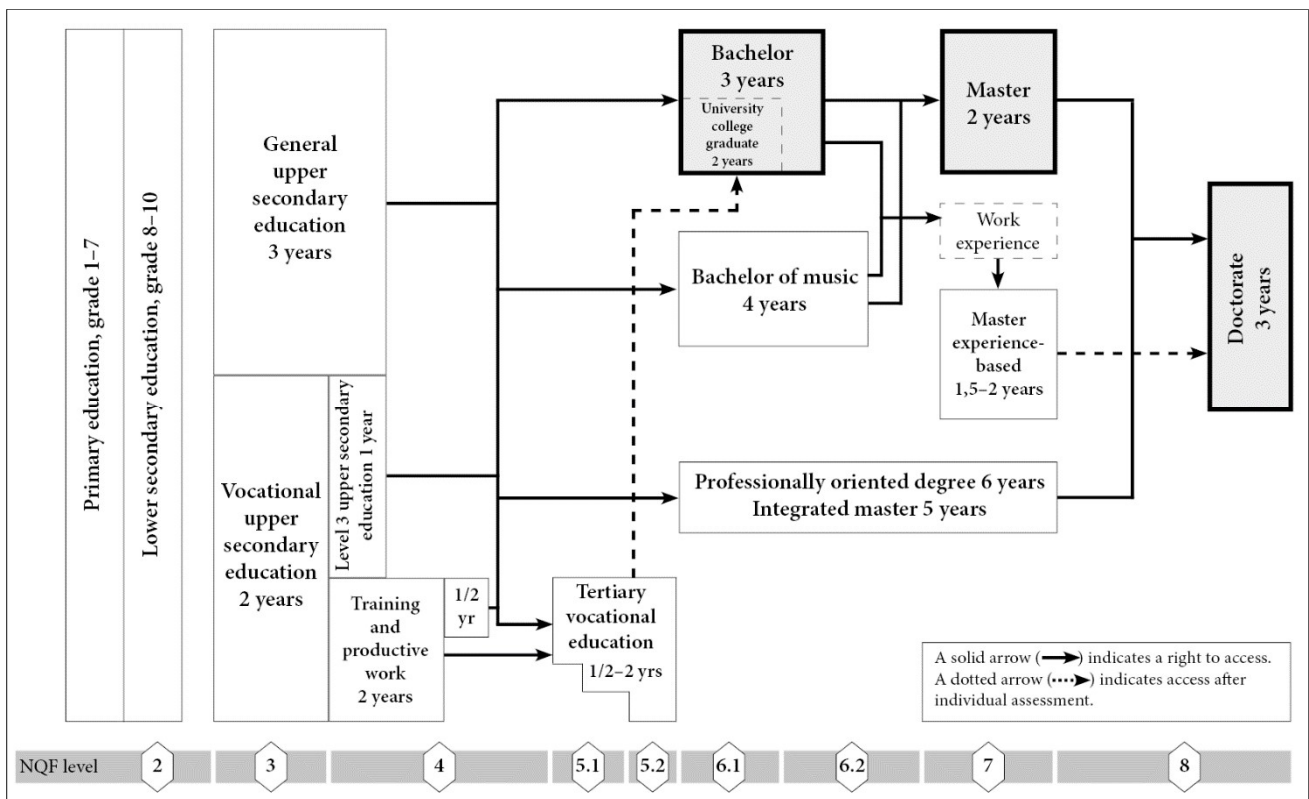 Primary education, grade 1–7
Lower secondary education, grade 8–10
General
upper
secondary
education
3 years
Vocational
upper
secondary
education
2 years
Level 3 upper secondary
education 1 year
Training
and
productive
work
2 years
1/2
yr
Tertiary
vocational
education
1/2–2 yrs
Bachelor
3 years
University
college
graduate
2 years
Bachelor of music
4 years
Professionally oriented degree 6 years
Integrated master 5 years
Master
2 years
Work
experience
Master
experience-
based
1,5–2 years
Doctorate
3 years
A solid arrow (→) indicates a right to access.
A dotted arrow (⇢) indicates access after
individual assessment.
NQF level 2 3 4 5.1 5.2 6.1 6.2 7 8